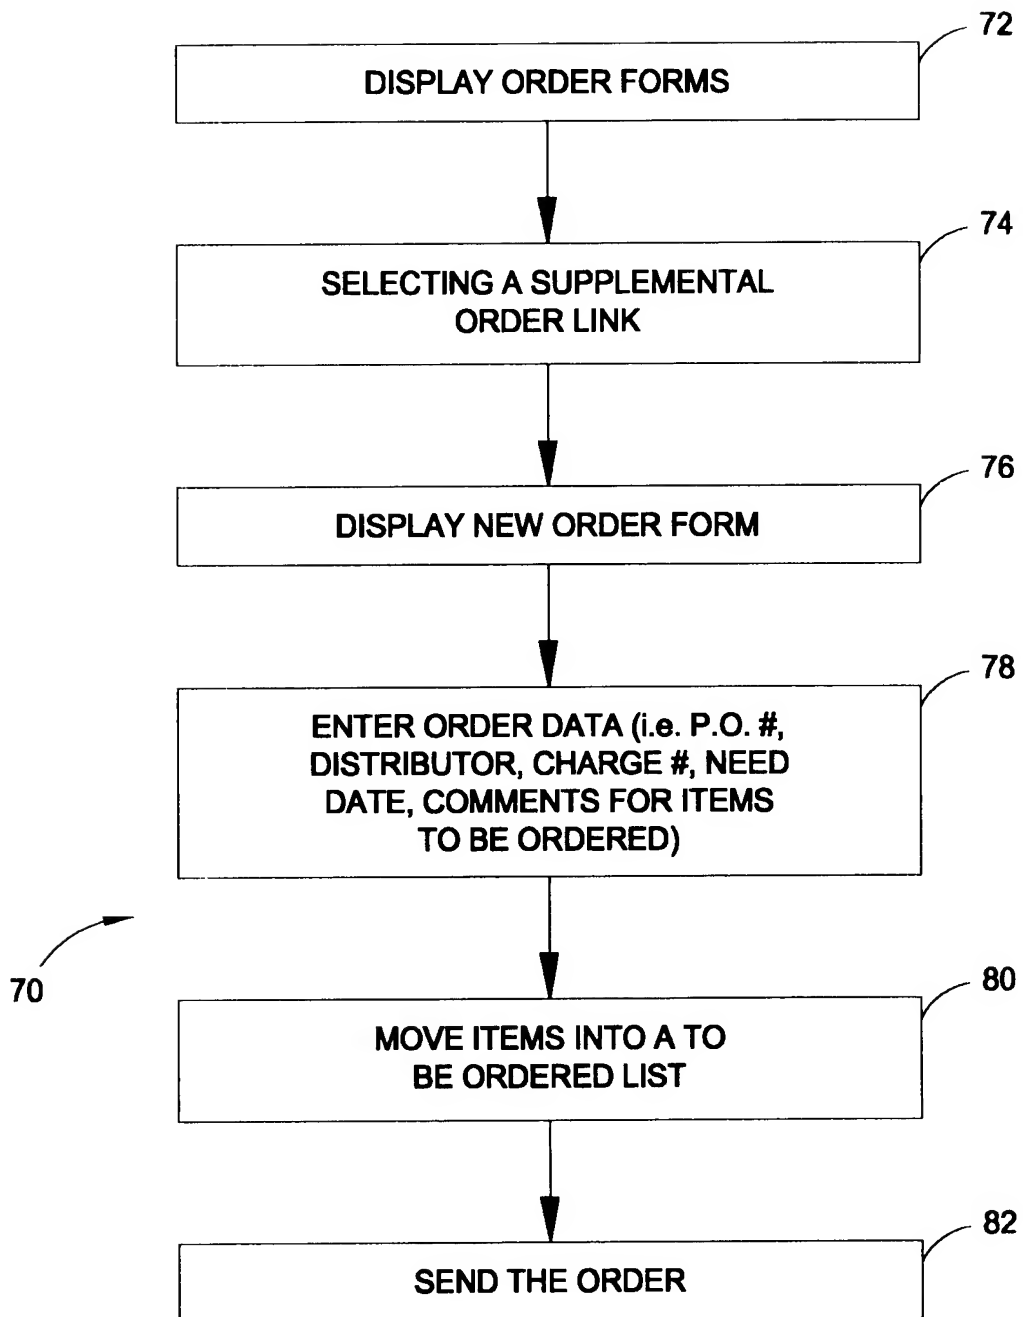 72
DISPLAY ORDER FORMS
74
SELECTING A SUPPLEMENTAL
ORDER LINK
76
DISPLAY NEW ORDER FORM
78
ENTER ORDER DATA (i.e. P.O. #,
DISTRIBUTOR, CHARGE #, NEED
DATE, COMMENTS FOR ITEMS
TO BE ORDERED)
70
80
MOVE ITEMS INTO A TO
BE ORDERED LIST
82
SEND THE ORDER